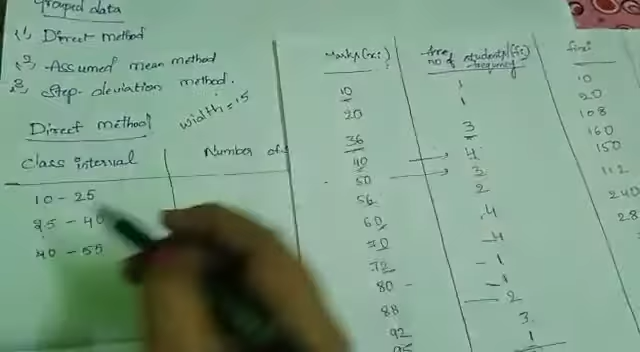 Grouped data
(1) Direct method
(2) Assumed mean method
(3) Step-deviation method.
Direct method
width = 15
Class interval
Number of
10 - 25
25 - 40
40 - 55
Marks (xi)
no of students (fi)
frequency
fixi
10 1 10
20 1 20
36 3 108
40 4 160
50 3 150
56 2 112
60 4 240
70 4 28
72 1
80 1
88 2
92 3
95 1